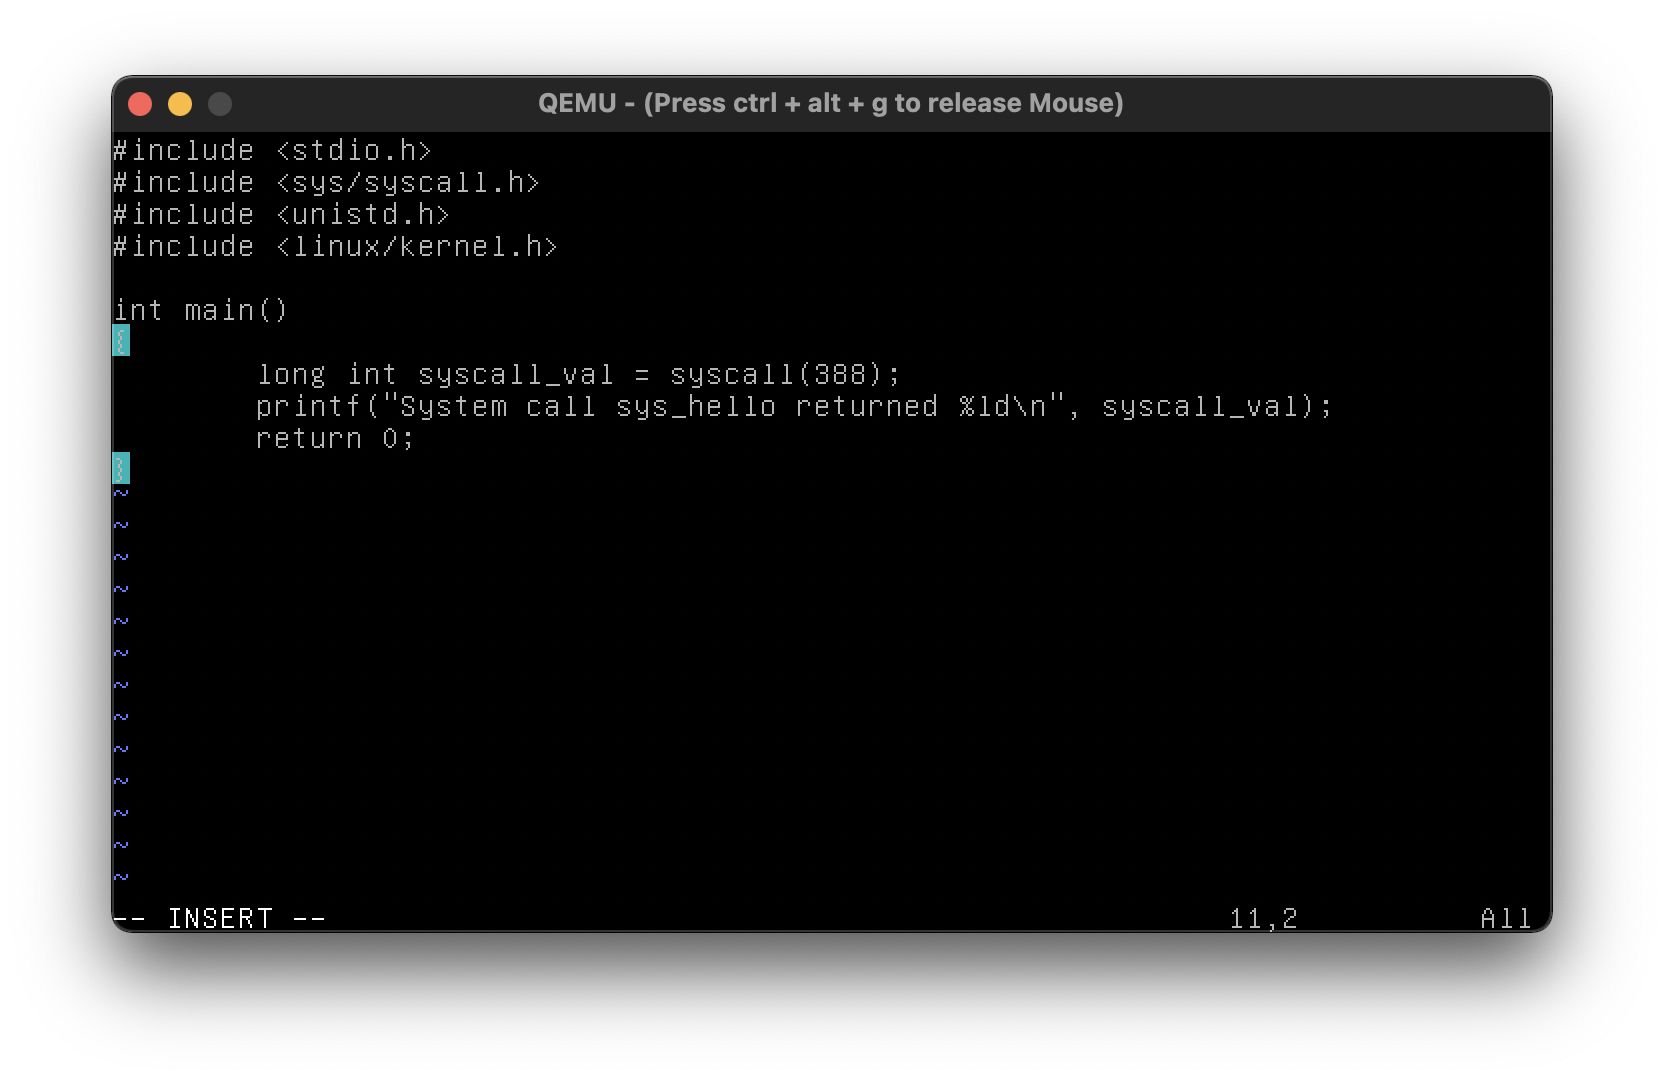 QEMU - (Press ctrl + alt + g to release Mouse)
#include <stdio.h>
#include <sys/syscall.h>
#include <unistd.h>
#include <linux/kernel.h>
int main()
{
        long int syscall_val = syscall(388);
        printf("System call sys_hello returned %ld\n", syscall_val);
        return 0;
}
~
~
~
~
~
~
~
~
~
~
~
~
~
-- INSERT -- 11,2 All